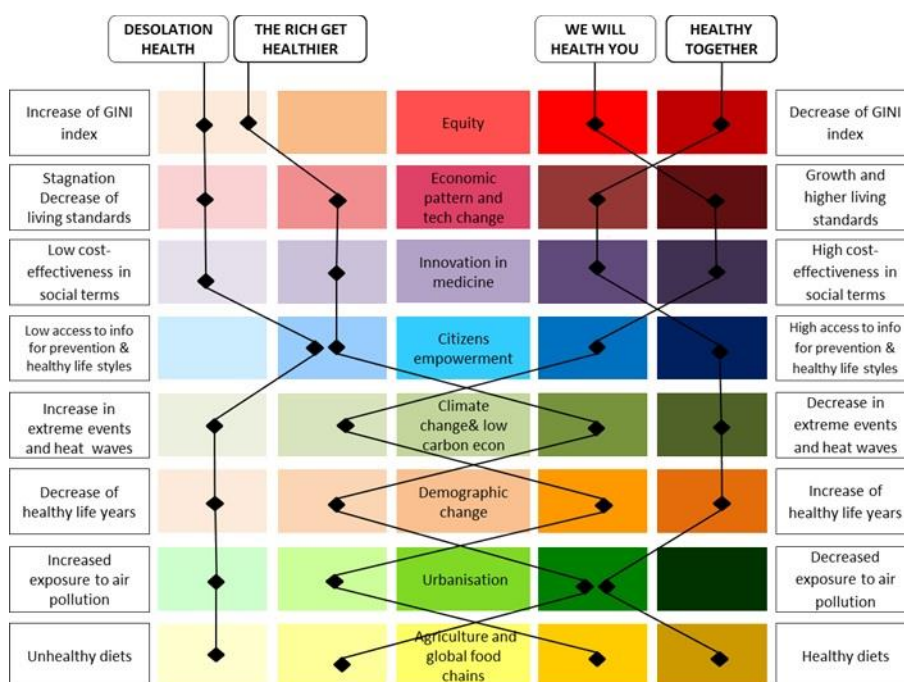 DESOLATION
HEALTH
THE RICH GET
HEALTHIER
WE WILL
HEALTH YOU
HEALTHY
TOGETHER
Increase of GINI
index
Equity
Decrease of GINI
index
Stagnation
Decrease of
living standards
Economic
pattern and
tech change
Growth and
higher living
standards
Low cost-
effectiveness in
social terms
Innovation in
medicine
High cost-
effectiveness in
social terms
Low access to info
for prevention &
healthy life styles
Citizens
empowerment
High access to info
for prevention &
healthy life styles
Increase in
extreme events
and heat waves
Climate
change& low
carbon econ
Decrease in
extreme events
and heat waves
Decrease of
healthy life years
Demographic
change
Increase of
healthy life years
Increased
exposure to air
pollution
Urbanisation
Decreased
exposure to air
pollution
Unhealthy diets
Agriculture and
global food
chains
Healthy diets